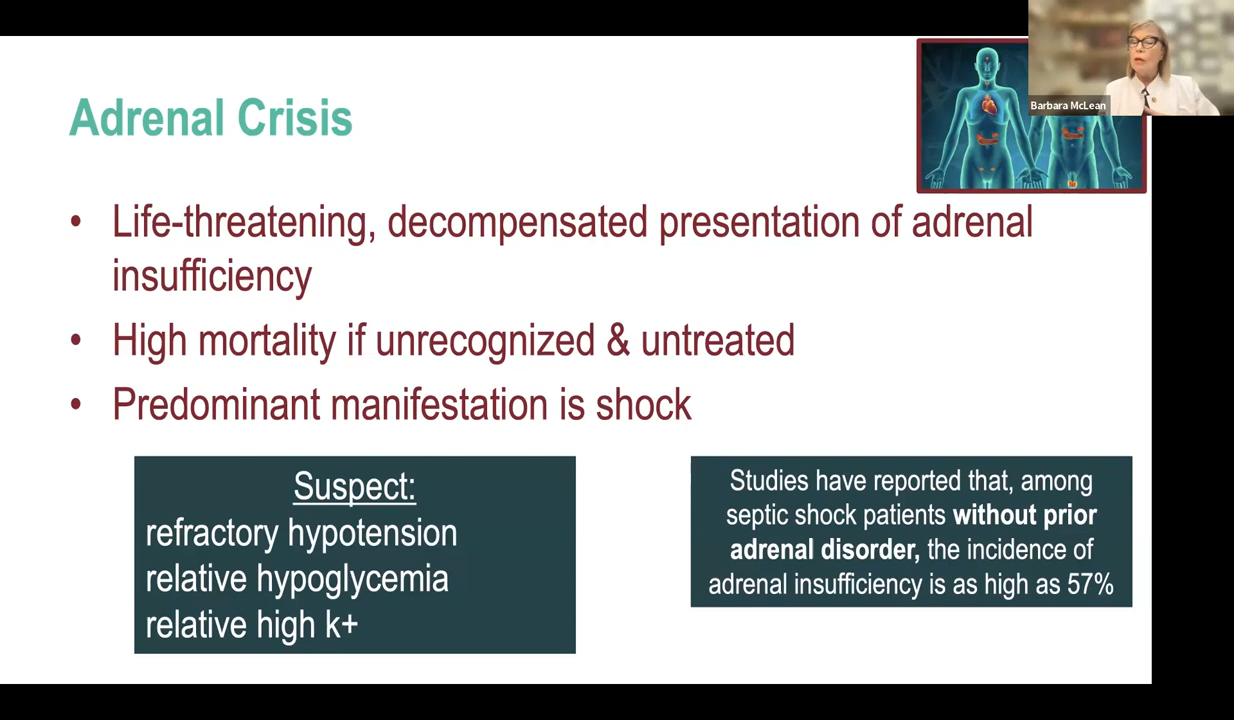 Barbara McLean
Adrenal Crisis
• Life-threatening, decompensated presentation of adrenal
insufficiency
• High mortality if unrecognized & untreated
• Predominant manifestation is shock
Suspect:
refractory hypotension
relative hypoglycemia
relative high k+
Studies have reported that, among
septic shock patients without prior
adrenal disorder, the incidence of
adrenal insufficiency is as high as 57%